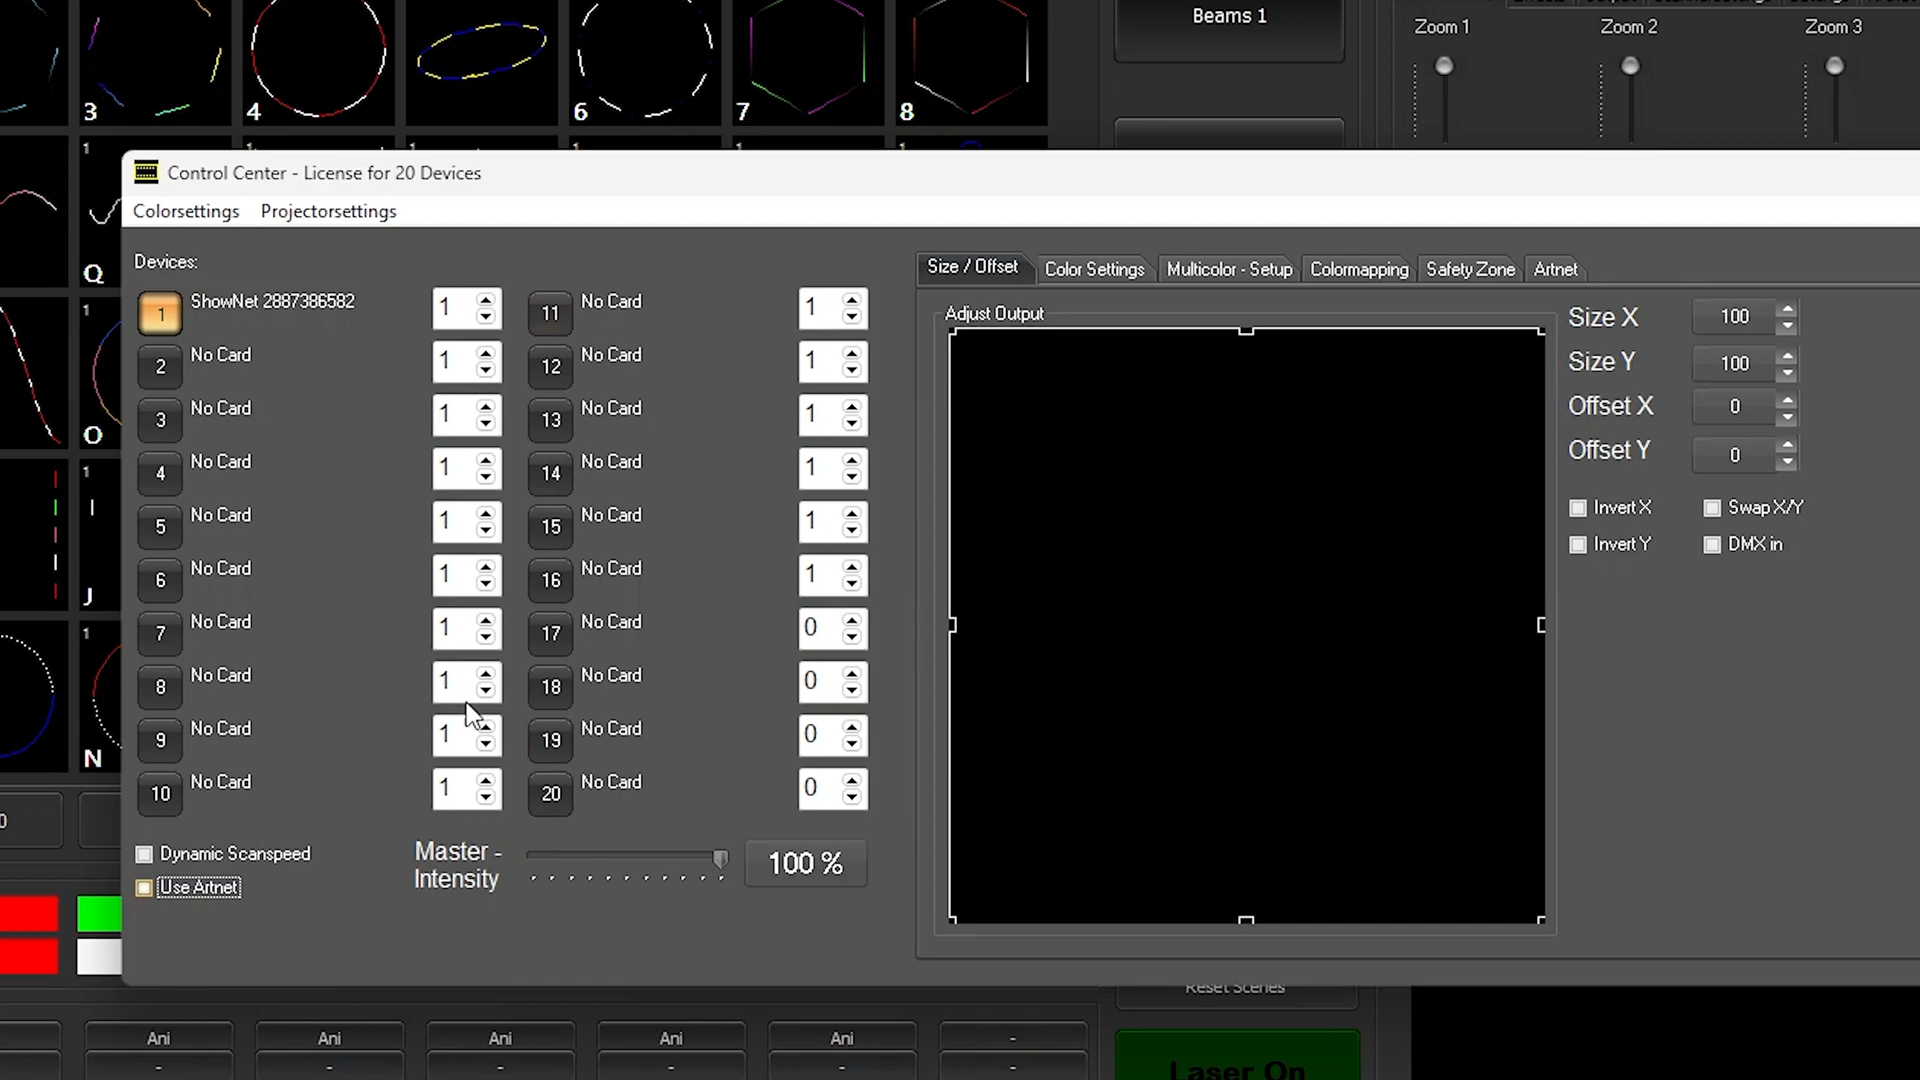 Beams 1
Zoom 1 Zoom 2 Zoom 3
3 4 6 7 8
1 1 1 1
Q
O
1
I
J
1
N
Control Center - License for 20 Devices
Colorsettings Projectorsettings
Devices:
1 ShowNet 2887386582 1
2 No Card 1
3 No Card 1
4 No Card 1
5 No Card 1
6 No Card 1
7 No Card 1
8 No Card 1
9 No Card 1
10 No Card 1
11 No Card 1
12 No Card 1
13 No Card 1
14 No Card 1
15 No Card 1
16 No Card 1
17 No Card 0
18 No Card 0
19 No Card 0
20 No Card 0
Dynamic Scanspeed
Use Artnet
Master -
Intensity
100 %
Size / Offset Color Settings Multicolor - Setup Colormapping Safety Zone Artnet
Adjust Output
Size X 100
Size Y 100
Offset X 0
Offset Y 0
Invert X Swap X/Y
Invert Y DMX in
0
Reset Scenes
Ani Ani Ani Ani Ani -
- - - - - -
Laser On